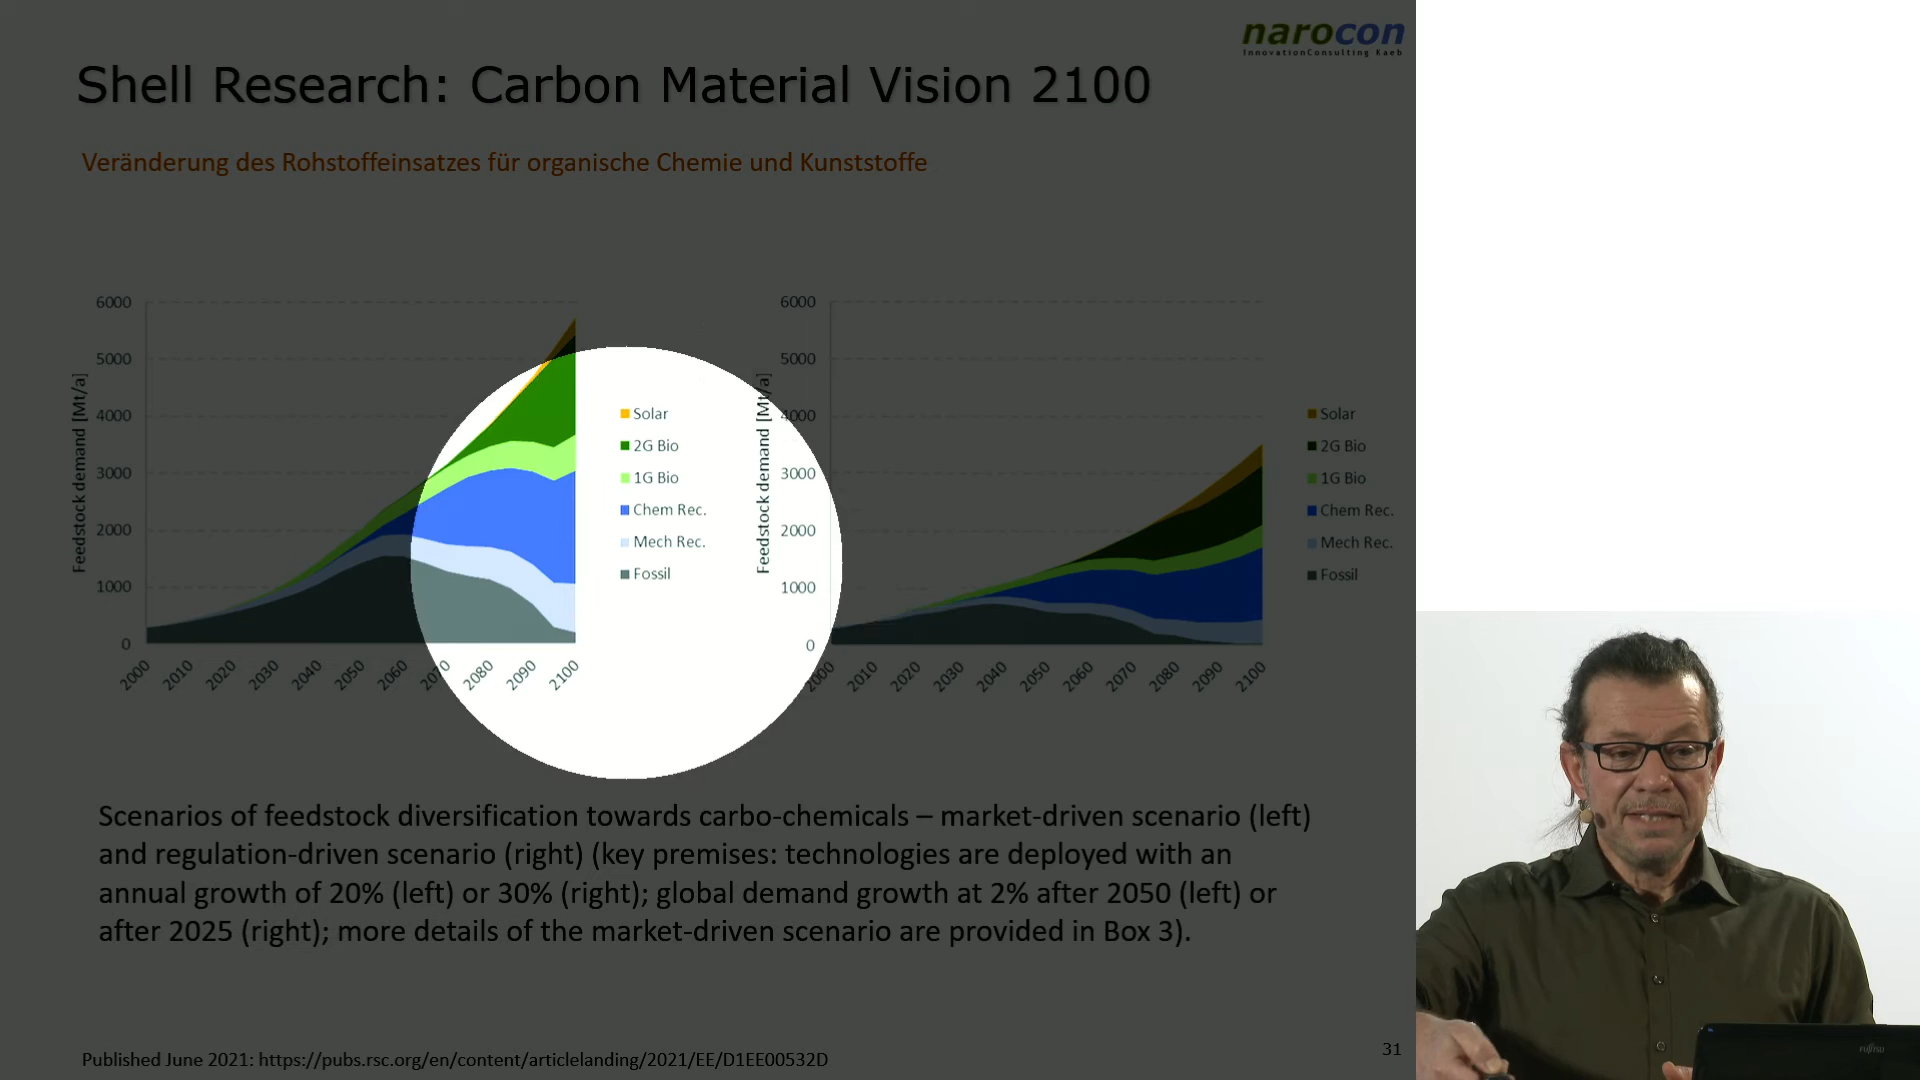 narocon
InnovationConsulting Kaeb
Shell Research: Carbon Material Vision 2100
Veränderung des Rohstoffeinsatzes für organische Chemie und Kunststoffe
Feedstock demand [Mt/a]
6000
5000
4000
3000
2000
1000
0
2000 2010 2020 2030 2040 2050 2060 2070 2080 2090 2100
Solar
2G Bio
1G Bio
Chem Rec.
Mech Rec.
Fossil
Feedstock demand [Mt/a]
6000
5000
4000
3000
2000
1000
0
2000 2010 2020 2030 2040 2050 2060 2070 2080 2090 2100
Solar
2G Bio
1G Bio
Chem Rec.
Mech Rec.
Fossil
Scenarios of feedstock diversification towards carbo-chemicals – market-driven scenario (left)
and regulation-driven scenario (right) (key premises: technologies are deployed with an
annual growth of 20% (left) or 30% (right); global demand growth at 2% after 2050 (left) or
after 2025 (right); more details of the market-driven scenario are provided in Box 3).
Published June 2021: https://pubs.rsc.org/en/content/articlelanding/2021/EE/D1EE00532D
31
FUJITSU